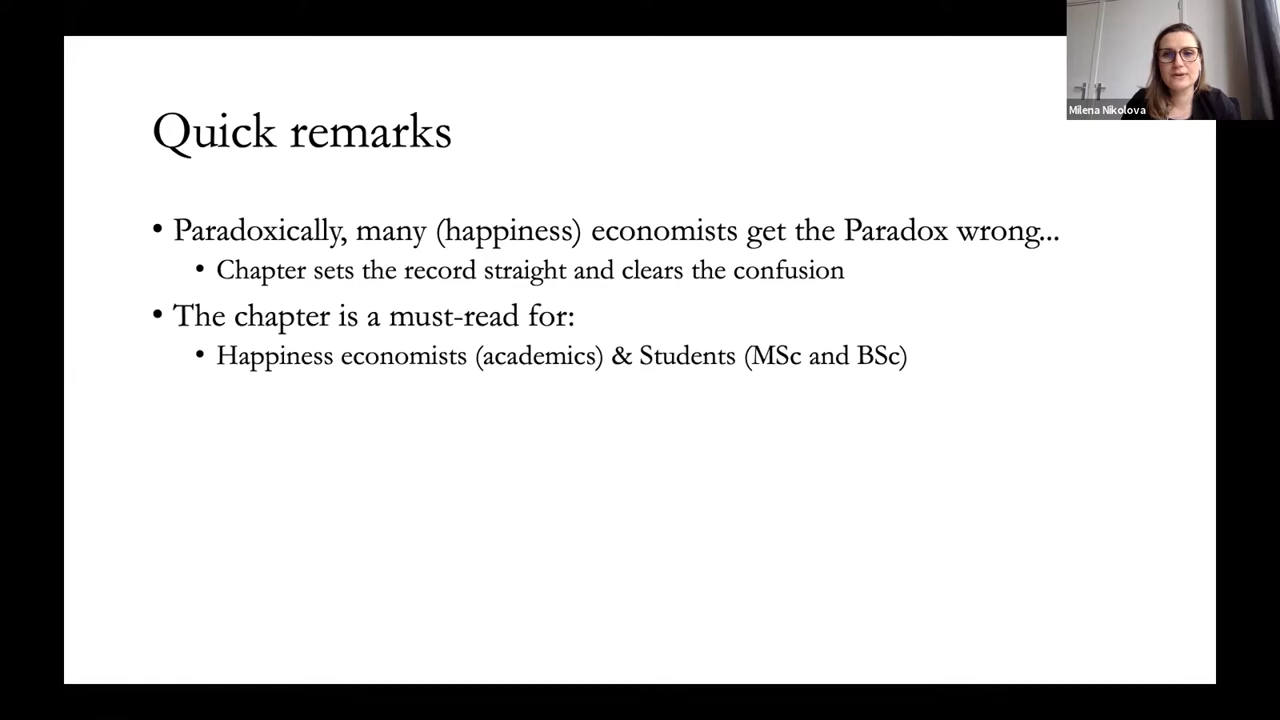 Milena Nikolova
Quick remarks
• Paradoxically, many (happiness) economists get the Paradox wrong...
• Chapter sets the record straight and clears the confusion
• The chapter is a must-read for:
• Happiness economists (academics) & Students (MSc and BSc)